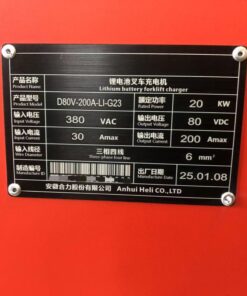 产品名称 锂电池叉车充电机
Product Name Lithium battery forklift charger
产品型号 D80V-200A-LI-G23 额定功率 20 KW
Product Model Rated Power
输入电压 380 VAC 输出电压 80 VDC
Input Voltage Output Voltage
输入电流 30 Amax 输出电流 200 Amax
Input Current Output Current
输入线径 三相四线 6 mm²
Wire Diameter Three-phase four-line
制造编号 出厂日期 25.01.08
Manufacture ID
安徽合力股份有限公司 Anhui Heli CO.,LTD